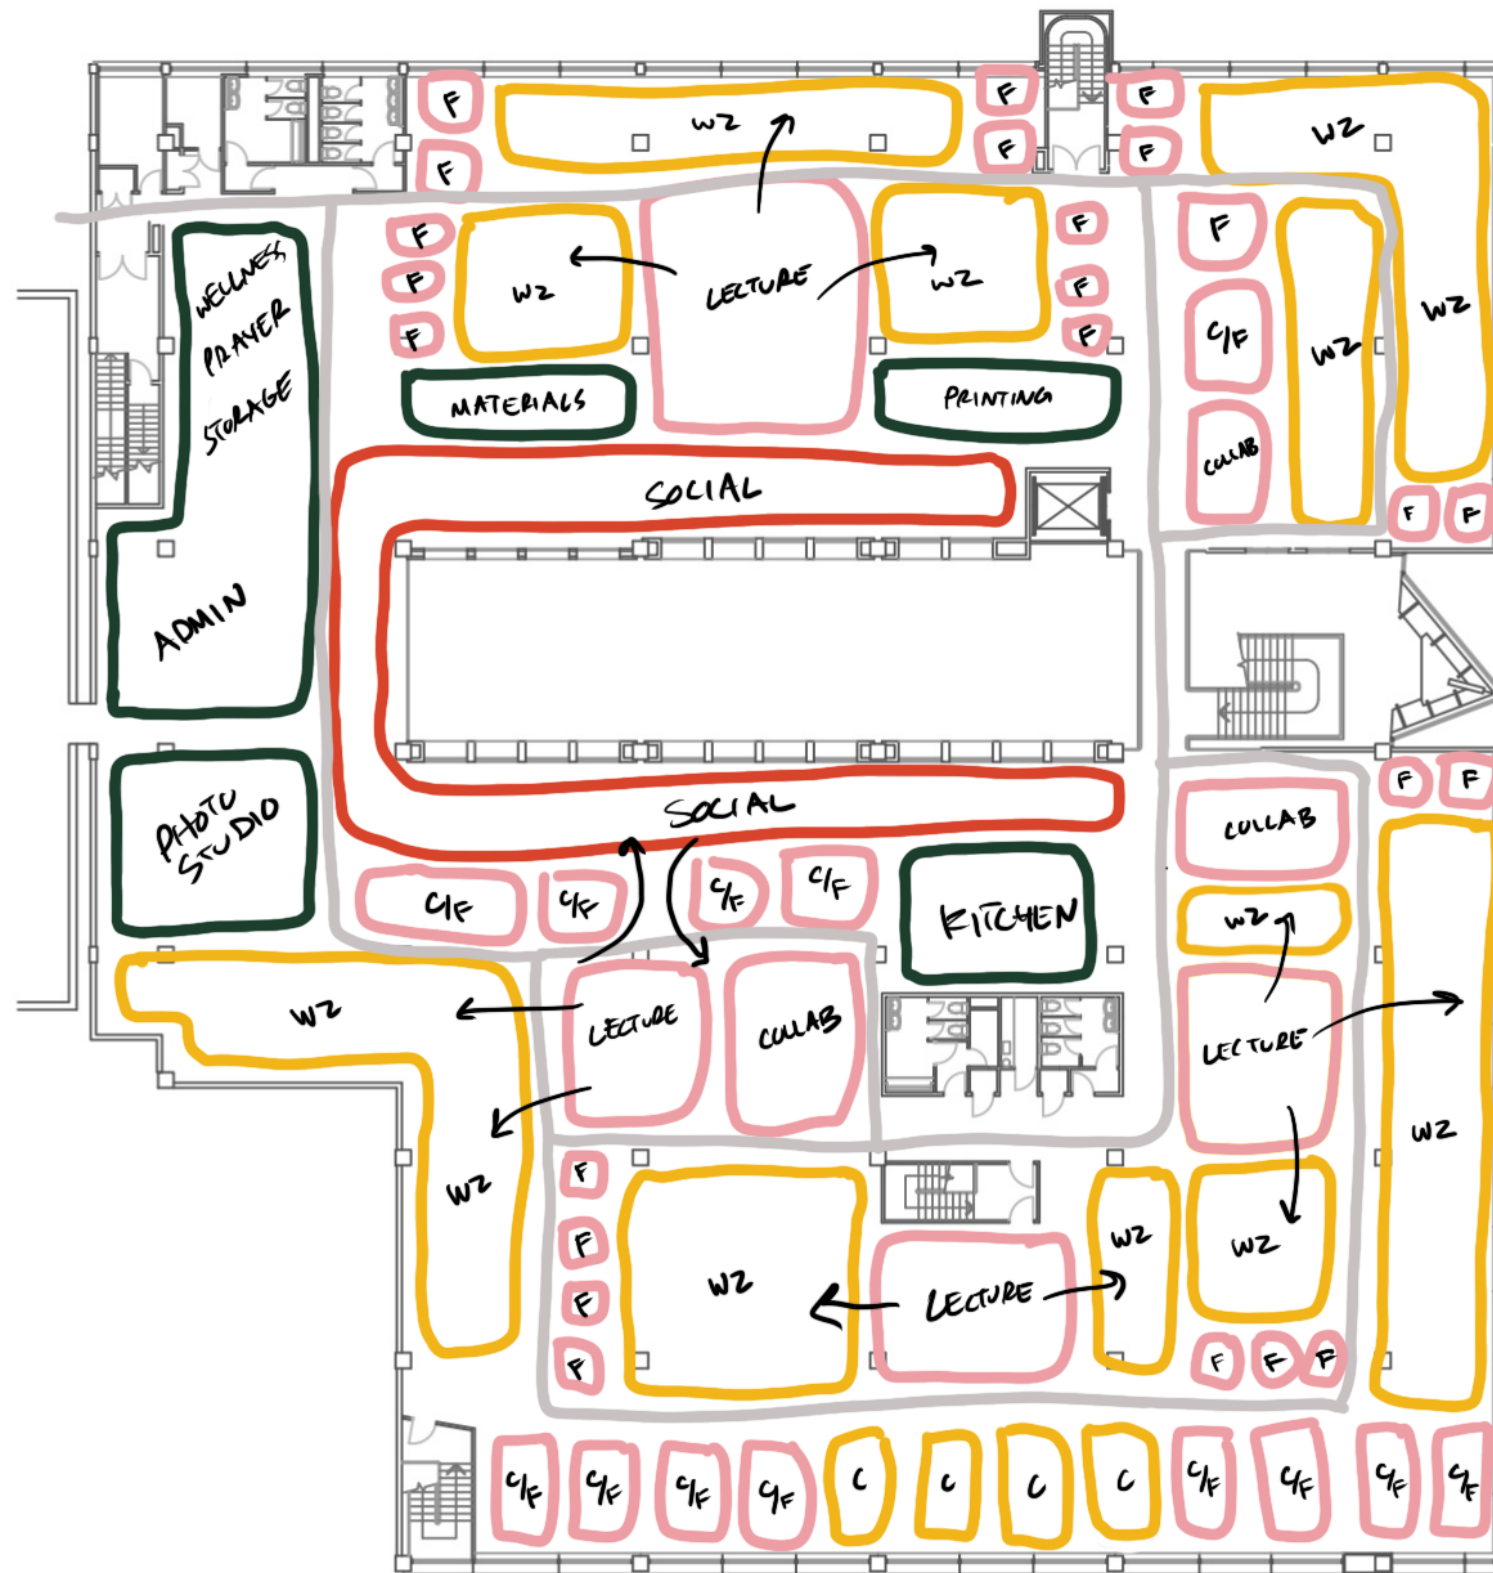 F
WZ
F
F
WZ
F
F
F
F
WELLNESS
PRAYER
STORAGE
F
F
F
WZ
LECTURE
WZ
F
F
F
F
C/F
COLLAB
WZ
WZ
MATERIALS
PRINTING
SOCIAL
F
F
ADMIN
PHOTO
STUDIO
SOCIAL
C/F
C/F
C/F
C/F
KITCHEN
COLLAB
F
F
WZ
WZ
LECTURE
COLLAB
LECTURE
WZ
WZ
F
F
F
F
WZ
LECTURE
WZ
WZ
F
F
F
C/F
C/F
C/F
C/F
C
C
C
C
C/F
C/F
C/F
C/F